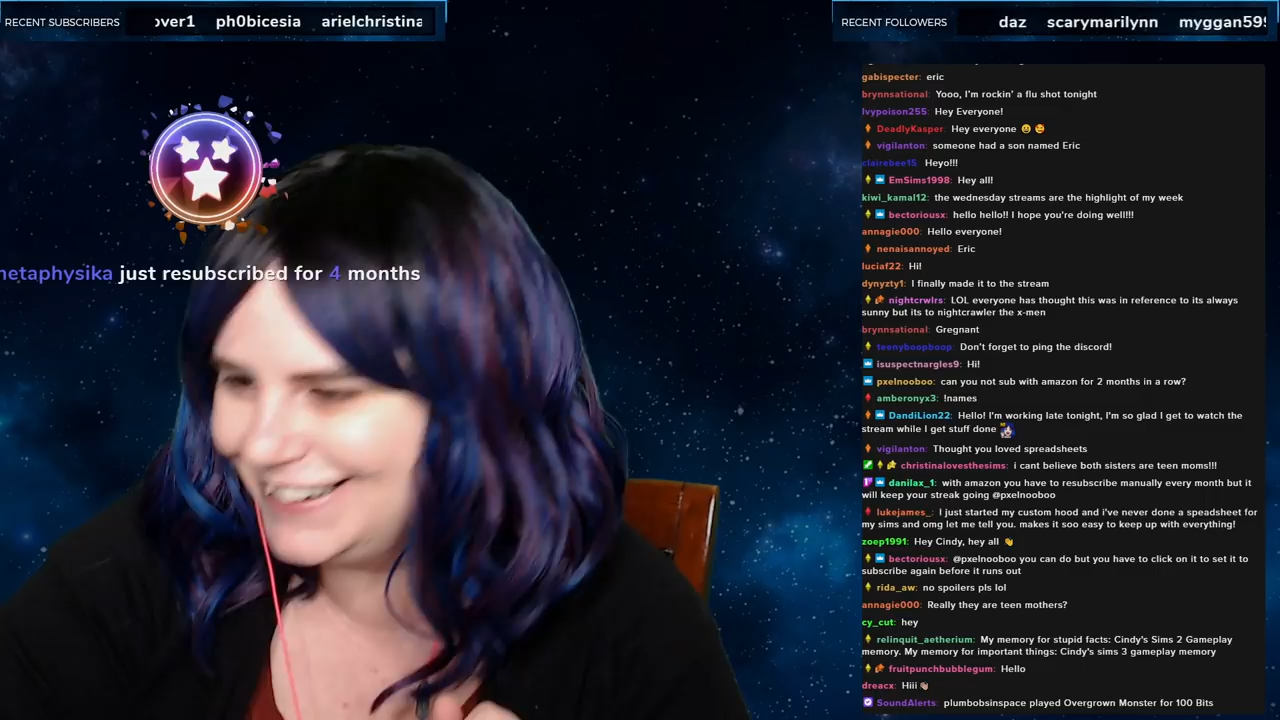 RECENT SUBSCRIBERS
over1 ph0bicesia arielchristina
RECENT FOLLOWERS
daz scarymarilynn myggan599
metaphysika just resubscribed for 4 months
gabispecter: eric
brynnsational: Yooo, I'm rockin' a flu shot tonight
Ivypoison255: Hey Everyone!
DeadlyKasper: Hey everyone
vigilanton: someone had a son named Eric
clairebee15 Heyo!!!
EmSims1998: Hey all!
kiwi_kamal12: the wednesday streams are the highlight of my week
bectoriousx: hello hello!! I hope you're doing well!!!
annagie000: Hello everyone!
nenaisannoyed: Eric
luciaf22: Hi!
dynyzty1: I finally made it to the stream
nightcrwlrs: LOL everyone has thought this was in reference to its always
sunny but its to nightcrawler the x-men
brynnsational: Gregnant
teenyboopboop: Don't forget to ping the discord!
isuspectnargles9: Hi!
pxelnooboo: can you not sub with amazon for 2 months in a row?
amberonyx3: !names
DandiLion22: Hello! I'm working late tonight, I'm so glad I get to watch the
stream while I get stuff done
vigilanton: Thought you loved spreadsheets
christinalovesthesims: i cant believe both sisters are teen moms!!!
danilax_1: with amazon you have to resubscribe manually every month but it
will keep your streak going @pxelnooboo
lukejames_: I just started my custom hood and i've never done a speadsheet for
my sims and omg let me tell you. makes it soo easy to keep up with everything!
zoep1991: Hey Cindy, hey all
bectoriousx: @pxelnooboo you can do but you have to click on it to set it to
subscribe again before it runs out
rida_aw: no spoilers pls lol
annagie000: Really they are teen mothers?
cy_cut: hey
relinquit_aetherium: My memory for stupid facts: Cindy's Sims 2 Gameplay
memory. My memory for important things: Cindy's sims 3 gameplay memory
fruitpunchbubblegum: Hello
dreacx: Hiii
SoundAlerts: plumbobsinspace played Overgrown Monster for 100 Bits